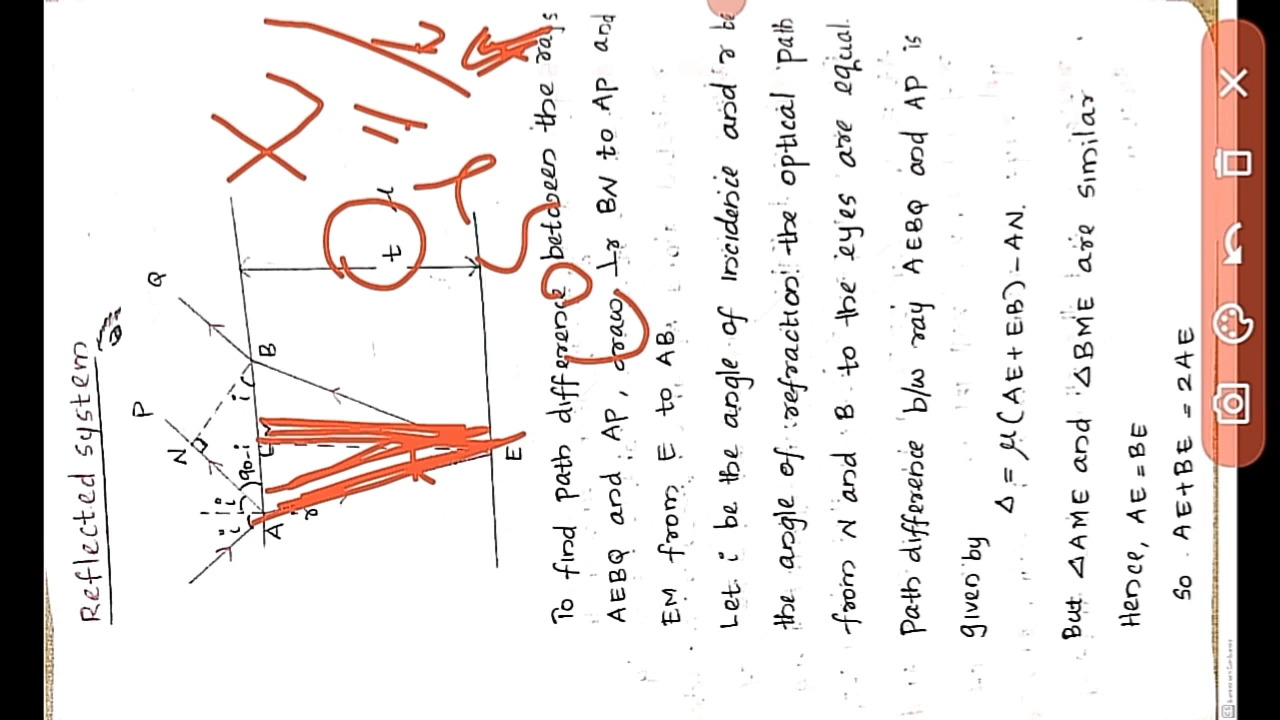 Reflected system
To find path difference between the rays
AEBQ and AP, draw ⊥r BN to AP and
EM from E to AB.
Let i be the angle of incidence and r be
the angle of refraction. the optical path
from N and B to the eyes are equal.
Path difference b/w ray AEBQ and AP is
given by
Δ = μ(AE+EB) - AN.
But ΔAME and ΔBME are similar
Hence, AE = BE
So AE+BE = 2AE
P
Q
N
i
i
90-i
i
A
r
B
E
t
μ